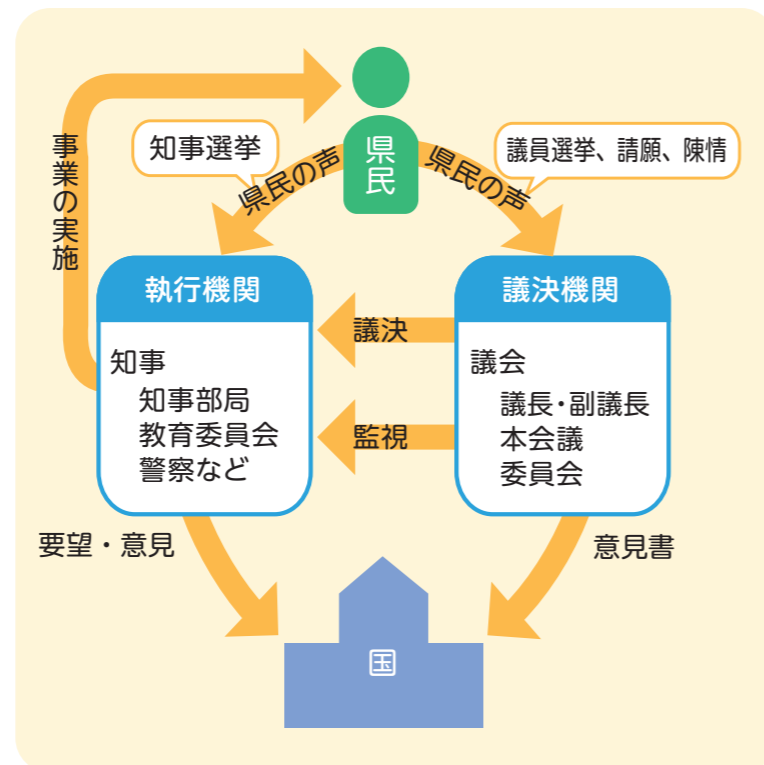 県民
知事選挙
議員選挙、請願、陳情
県民の声
県民の声
事業の実施
執行機関
知事
知事部局
教育委員会
警察など
議決
監視
議決機関
議会
議長・副議長
本会議
委員会
要望・意見
意見書
国